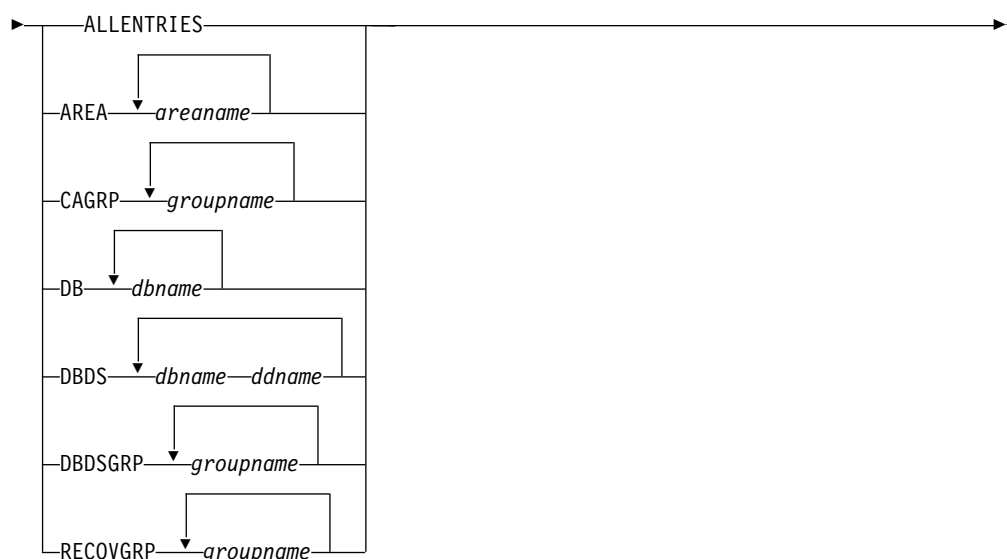 ALLENTRIES
AREA areaname
CAGRP groupname
DB dbname
DBDS dbname ddname
DBDSGRP groupname
RECOVGRP groupname